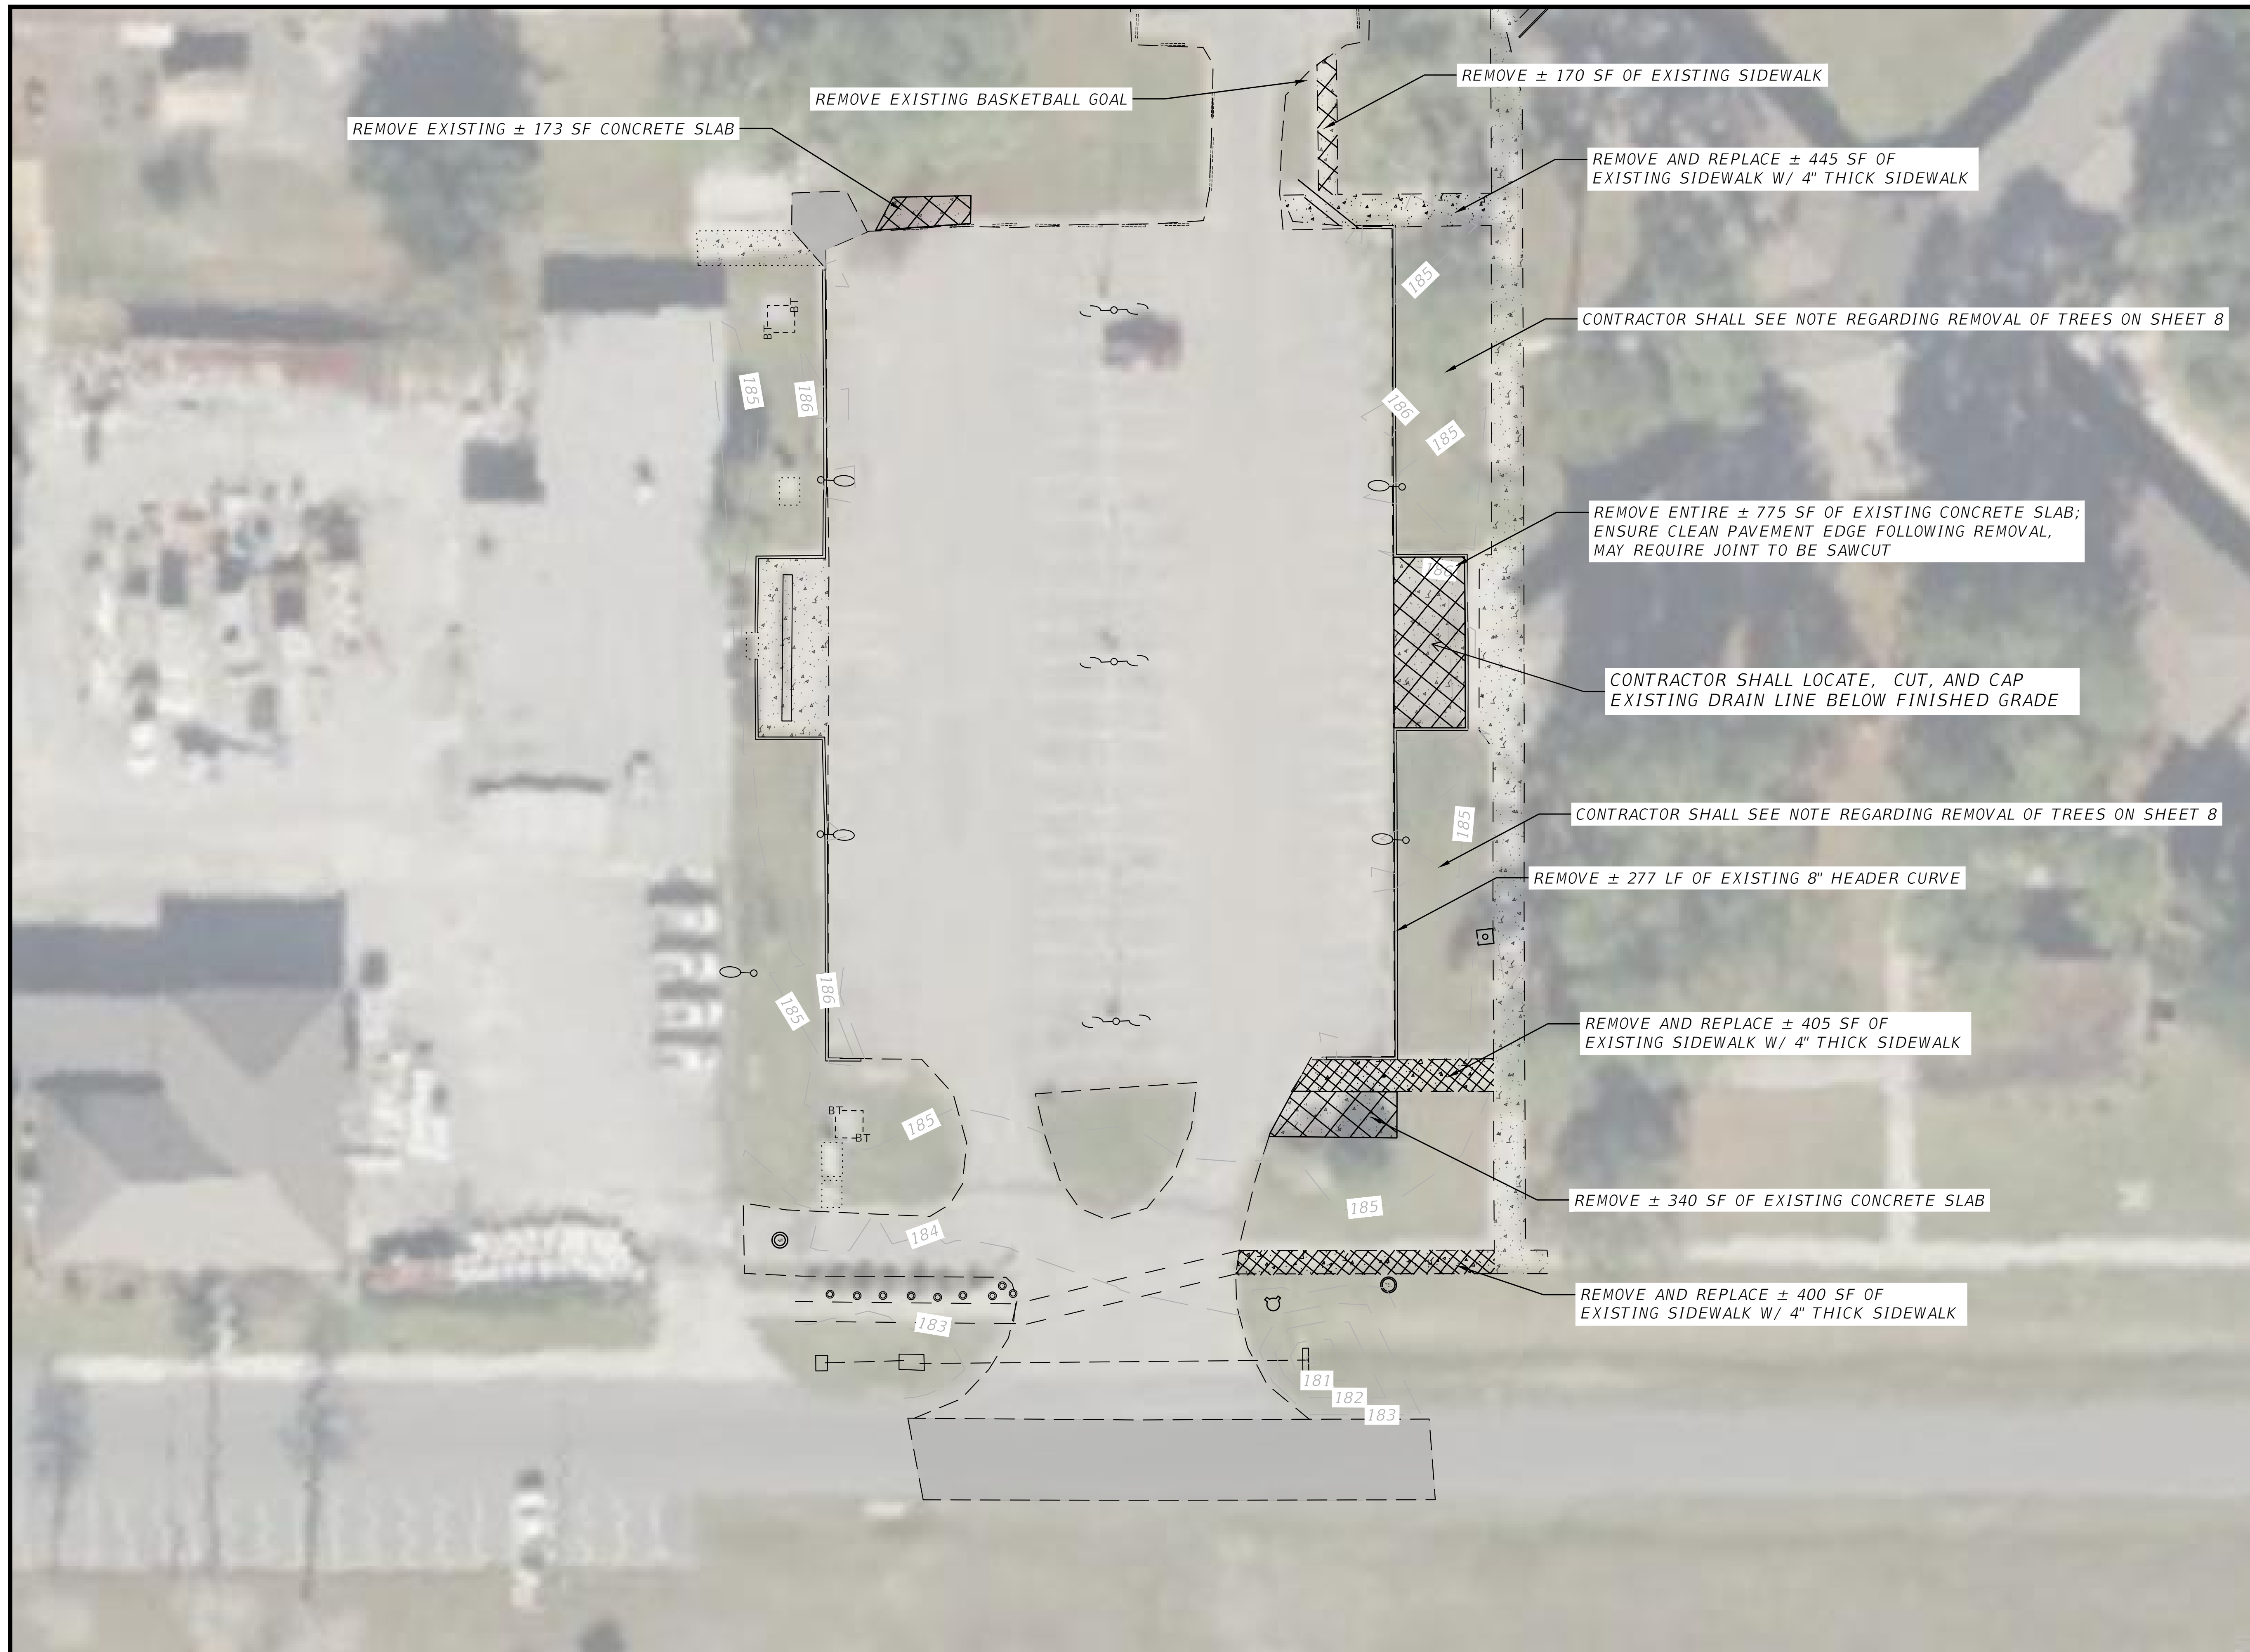 REMOVE ± 170 SF OF EXISTING SIDEWALK
REMOVE EXISTING BASKETBALL GOAL
REMOVE EXISTING ± 173 SF CONCRETE SLAB
REMOVE AND REPLACE ± 445 SF OF
EXISTING SIDEWALK W/ 4" THICK SIDEWALK
185
BT
BT
CONTRACTOR SHALL SEE NOTE REGARDING REMOVAL OF TREES ON SHEET 8
185
186
186
185
REMOVE ENTIRE ± 775 SF OF EXISTING CONCRETE SLAB;
ENSURE CLEAN PAVEMENT EDGE FOLLOWING REMOVAL,
MAY REQUIRE JOINT TO BE SAWCUT
CONTRACTOR SHALL LOCATE, CUT, AND CAP
EXISTING DRAIN LINE BELOW FINISHED GRADE
CONTRACTOR SHALL SEE NOTE REGARDING REMOVAL OF TREES ON SHEET 8
185
REMOVE ± 277 LF OF EXISTING 8" HEADER CURVE
186
185
REMOVE AND REPLACE ± 405 SF OF
EXISTING SIDEWALK W/ 4" THICK SIDEWALK
BT
BT
185
REMOVE ± 340 SF OF EXISTING CONCRETE SLAB
185
184
REMOVE AND REPLACE ± 400 SF OF
EXISTING SIDEWALK W/ 4" THICK SIDEWALK
183
181
182
183